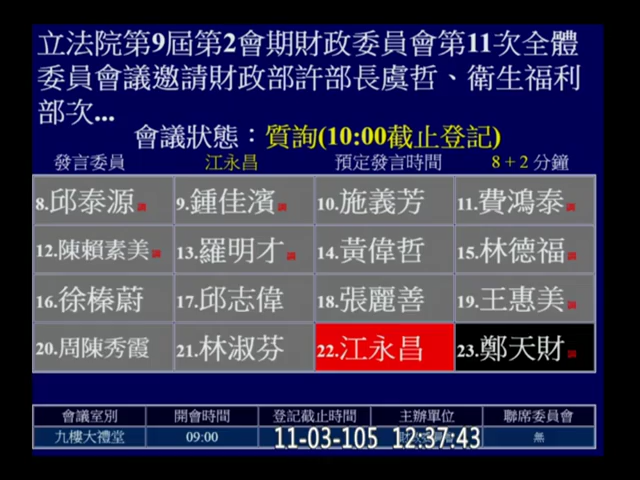 立法院第9屆第2會期財政委員會第11次全體
委員會議邀請財政部許部長虞哲、衛生福利
部次...
會議狀態：質詢(10:00截止登記)
發言委員 江永昌 預定發言時間 8+2 分鐘
8.邱泰源 9.鍾佳濱 10.施義芳 11.費鴻泰
12.陳賴素美 13.羅明才 14.黃偉哲 15.林德福
16.徐榛蔚 17.邱志偉 18.張麗善 19.王惠美
20.周陳秀霞 21.林淑芬 22.江永昌 23.鄭天財
會議室別 開會時間 登記截止時間 主辦單位 聯席委員會
九樓大禮堂 09:00 11-03-105 12:37:43 無